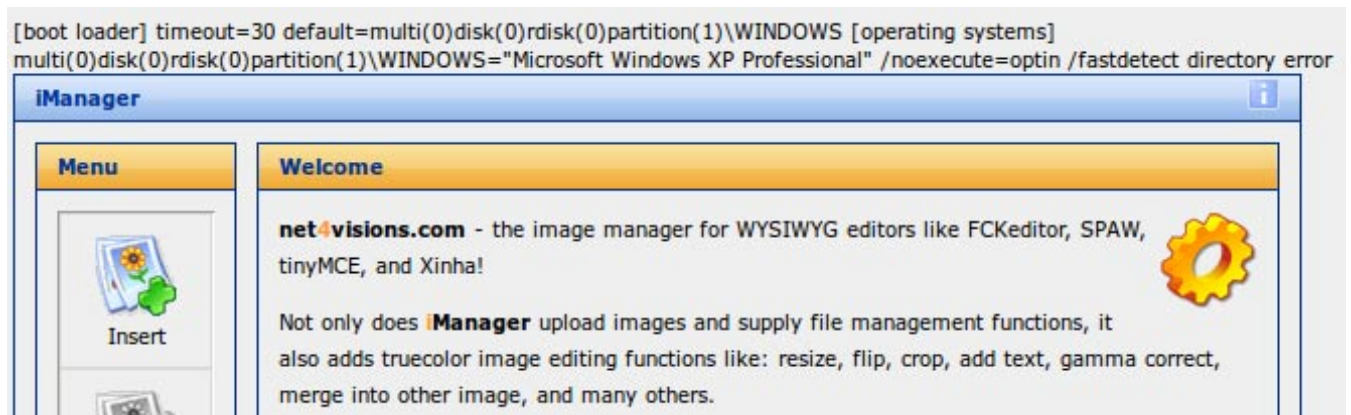 [boot loader] timeout=30 default=multi(0)disk(0)rdisk(0)partition(1)\WINDOWS [operating systems]
multi(0)disk(0)rdisk(0)partition(1)\WINDOWS="Microsoft Windows XP Professional" /noexecute=optin /fastdetect directory error
iManager
i
Menu
Welcome
net4visions.com - the image manager for WYSIWYG editors like FCKeditor, SPAW,
tinyMCE, and Xinha!
Insert
Not only does iManager upload images and supply file management functions, it
also adds truecolor image editing functions like: resize, flip, crop, add text, gamma correct,
merge into other image, and many others.